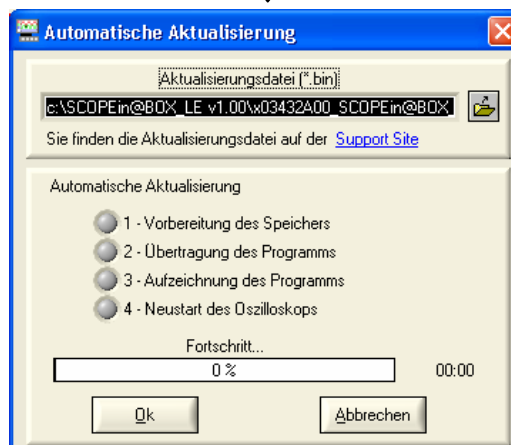 Automatische Aktualisierung
Aktualisierungsdatei (*.bin)
c:\SCOPEin@BOX_LE v1.00\x03432A00_SCOPEin@BOX_
Sie finden die Aktualisierungsdatei auf der Support Site
Automatische Aktualisierung
1 - Vorbereitung des Speichers
2 - Übertragung des Programms
3 - Aufzeichnung des Programms
4 - Neustart des Oszilloskops
Fortschritt...
0 % 00:00
Ok Abbrechen